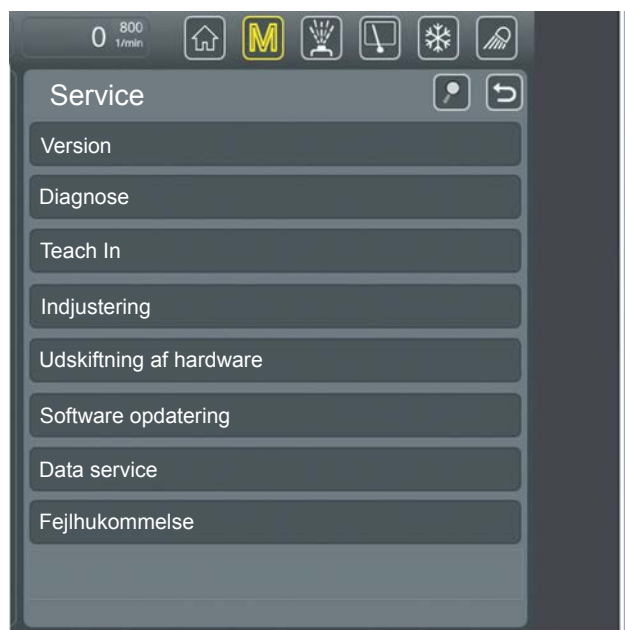 0 800
1/min
M
Service
Version
Diagnose
Teach In
Indjustering
Udskiftning af hardware
Software opdatering
Data service
Fejlhukommelse